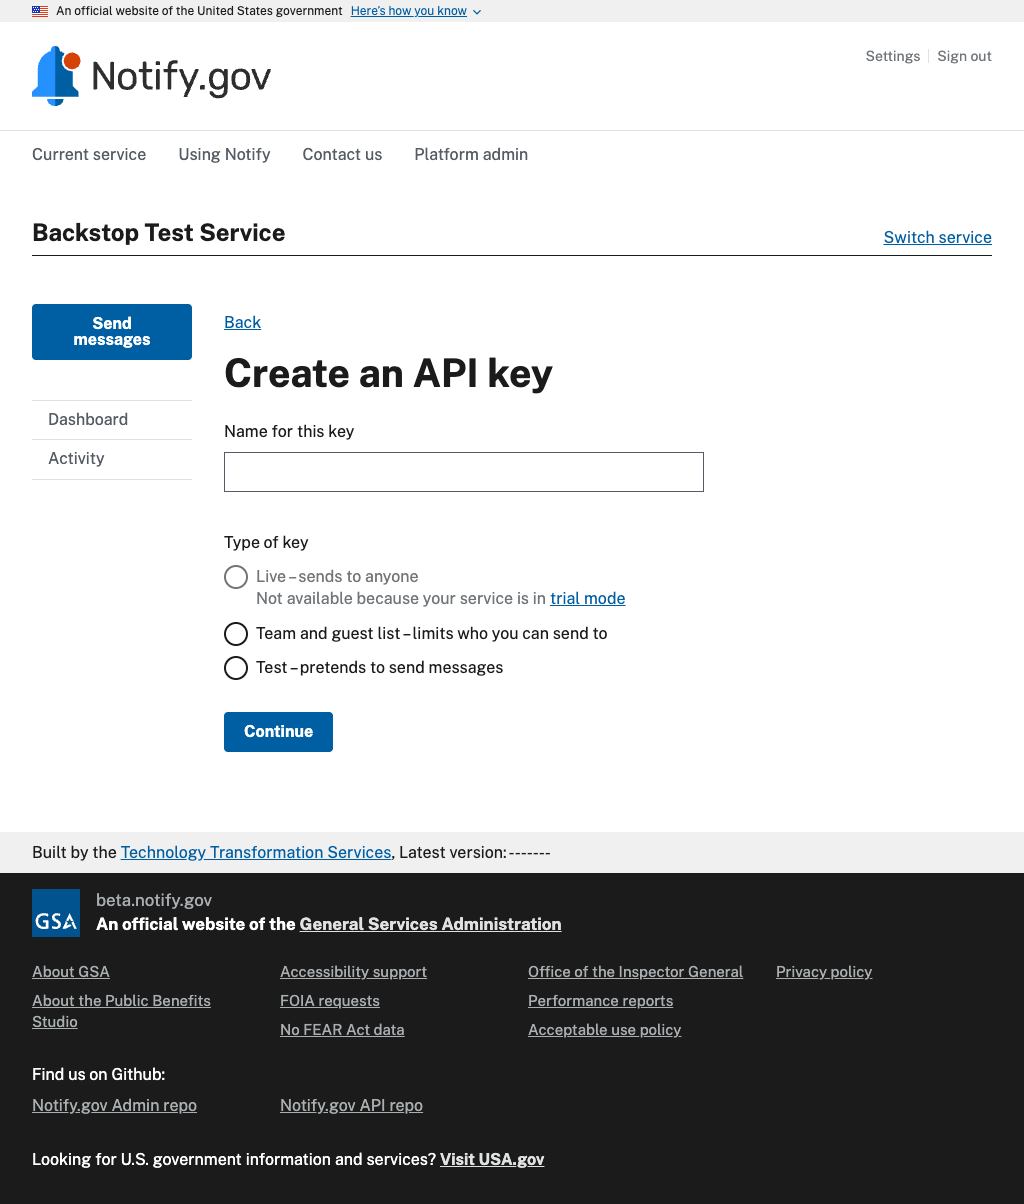 An official website of the United States government Here's how you know
Notify.gov
Settings Sign out
Current service Using Notify Contact us Platform admin
Backstop Test Service
Switch service
Send
messages
Dashboard
Activity
Back
Create an API key
Name for this key
Type of key
Live – sends to anyone
Not available because your service is in trial mode
Team and guest list – limits who you can send to
Test – pretends to send messages
Continue
Built by the Technology Transformation Services, Latest version: -------
GSA
beta.notify.gov
An official website of the General Services Administration
About GSA
About the Public Benefits
Studio
Accessibility support
FOIA requests
No FEAR Act data
Office of the Inspector General
Performance reports
Acceptable use policy
Privacy policy
Find us on Github:
Notify.gov Admin repo Notify.gov API repo
Looking for U.S. government information and services? Visit USA.gov